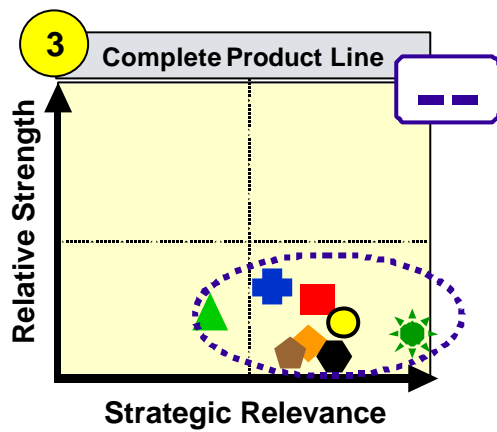 3
Complete Product Line
– –
Relative Strength
Strategic Relevance